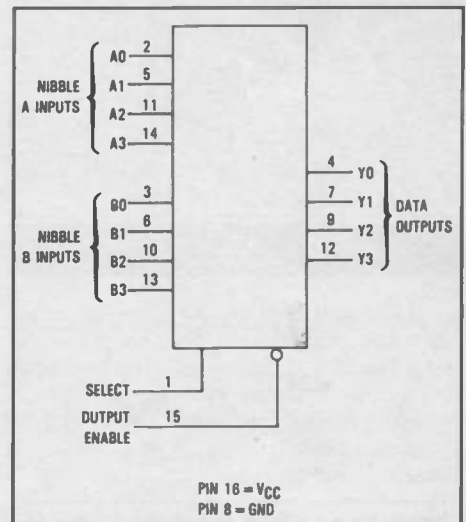 A0 2
NIBBLE A1 5
A INPUTS A2 11
A3 14
4 Y0
B0 3 7 Y1 DATA
NIBBLE B1 6 9 Y2 OUTPUTS
B INPUTS B2 10 12 Y3
B3 13
SELECT 1
OUTPUT 15
ENABLE
PIN 16 = VCC
PIN 8 = GND